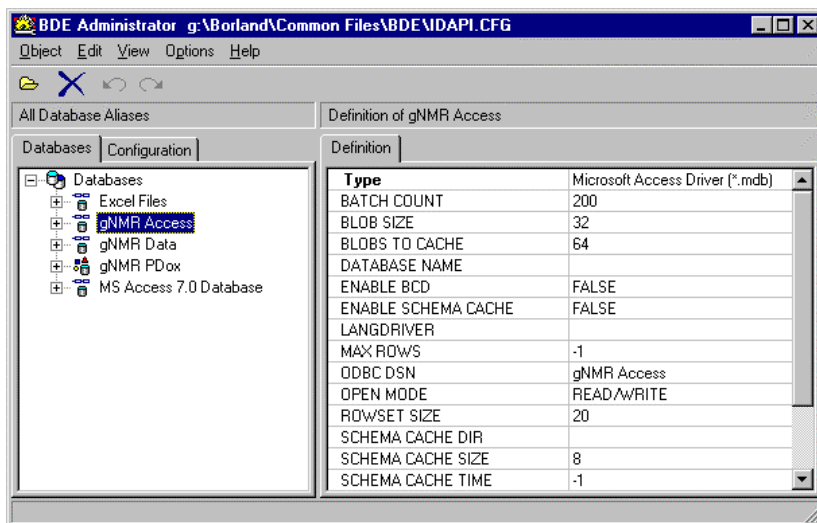 BDE Administrator g:\Borland\Common Files\BDE\IDAPI.CFG
Object Edit View Options Help
All Database Aliases
Definition of gNMR Access
Databases Configuration
Definition
Databases
Excel Files
gNMR Access
gNMR Data
gNMR PDox
MS Access 7.0 Database
Type Microsoft Access Driver (*.mdb)
BATCH COUNT 200
BLOB SIZE 32
BLOBS TO CACHE 64
DATABASE NAME
ENABLE BCD FALSE
ENABLE SCHEMA CACHE FALSE
LANGDRIVER
MAX ROWS -1
ODBC DSN gNMR Access
OPEN MODE READ/WRITE
ROWSET SIZE 20
SCHEMA CACHE DIR
SCHEMA CACHE SIZE 8
SCHEMA CACHE TIME -1